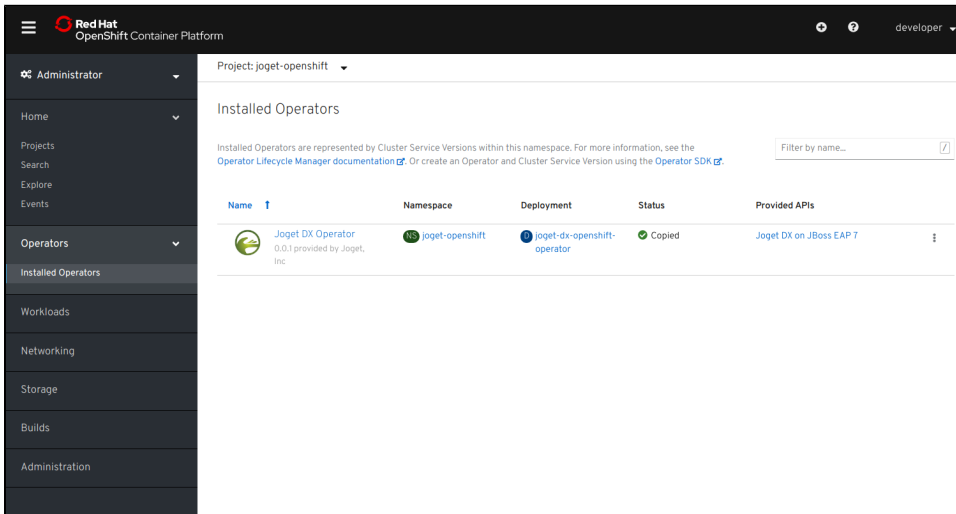 Red Hat
OpenShift Container Platform
developer
Administrator
Project: joget-openshift
Home
Projects
Search
Explore
Events
Operators
Installed Operators
Workloads
Networking
Storage
Builds
Administration
Installed Operators
Installed Operators are represented by Cluster Service Versions within this namespace. For more information, see the
Operator Lifecycle Manager documentation. Or create an Operator and Cluster Service Version using the Operator SDK.
Filter by name...
/
Name Namespace Deployment Status Provided APIs
Joget DX Operator
0.0.1 provided by Joget,
Inc
NS joget-openshift
D joget-dx-openshift-
operator
Copied
Joget DX on JBoss EAP 7